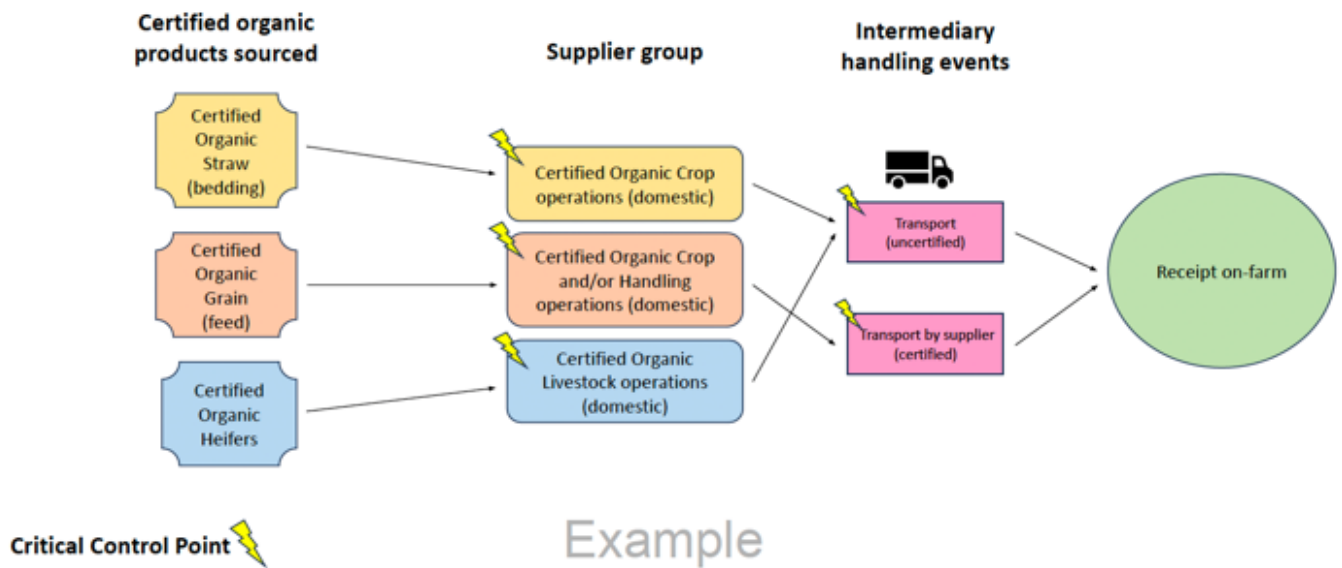 Certified organic
products sourced
Supplier group
Intermediary
handling events
Certified
Organic
Straw
(bedding)
Certified Organic Crop
operations (domestic)
Transport
(uncertified)
Certified
Organic
Grain
(feed)
Certified Organic Crop
and/or Handling
operations (domestic)
Transport by supplier
(certified)
Receipt on-farm
Certified
Organic
Heifers
Certified Organic
Livestock operations
(domestic)
Critical Control Point
Example